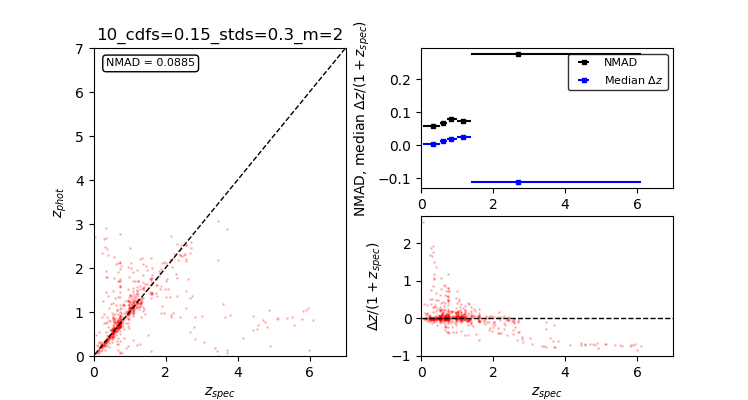 10_cdfs=0.15_stds=0.3_m=2
NMAD = 0.0885
7
6
5
4
3
2
1
0
z_phot
0 2 4 6
z_spec
NMAD, median Δz/(1 + z_spec)
0.2
0.1
0.0
−0.1
NMAD
Median Δz
0 2 4 6
Δz/(1 + z_spec)
2
1
0
−1
0 2 4 6
z_spec